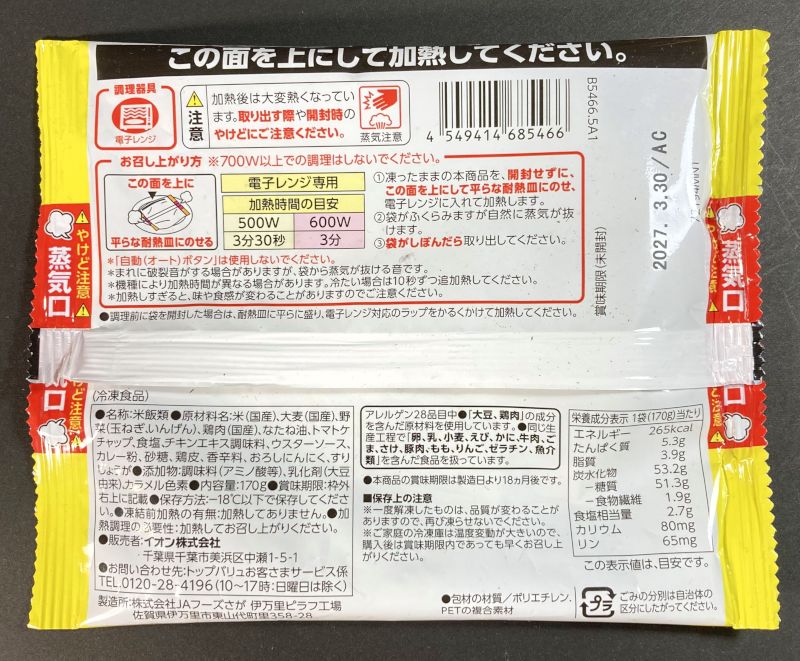 この面を上にして加熱してください。
調理器具
電子レンジ
注意
加熱後は大変熱くなってい
ます。取り出す際や開封時の
やけどにご注意ください。
蒸気注意
4 549414 685466
B5466.5A1
2027. 3.30/AC
賞味期限(未開封)
お召し上がり方 ※700W以上での調理はしないでください。
この面を上に
平らな耐熱皿にのせる
電子レンジ専用
加熱時間の目安
500W 600W
3分30秒 3分
①凍ったままの本商品を、開封せずに、
この面を上にして平らな耐熱皿にのせ、
電子レンジに入れて加熱します。
②袋がふくらみますが自然に蒸気が抜
けます。
③袋がしぼんだら取り出してください。
*「自動(オート)ボタン」は使用しないでください。
*まれに破裂音がする場合がありますが、袋から蒸気が抜ける音です。
*機種により加熱時間が異なる場合があります。冷たい場合は10秒ずつ追加熱してください。
*加熱しすぎると、味や食感が変わることがありますのでご注意ください。
●調理前に袋を開封した場合は、耐熱皿に平らに盛り、電子レンジ対応のラップをかるくかけて加熱してください。
やけど注意
蒸気口
やけど注意
蒸気口
蒸気口
やけど注意
蒸気口
やけど注意
(冷凍食品)
●名称:米飯類●原材料名:米(国産)、大麦(国産)、野
菜(玉ねぎ、いんげん)、鶏肉(国産)、なたね油、トマトケ
チャップ、食塩、チキンエキス調味料、ウスターソース、
カレー粉、砂糖、鶏皮、香辛料、おろしにんにく、すり
りしょうが●添加物:調味料(アミノ酸等)、乳化剤(大豆
由来)、カラメル色素●内容量:170g●賞味期限:枠外
右上に記載●保存方法:−18℃以下で保存してくださ
い。●凍結前加熱の有無:加熱してありません。●加
熱調理の必要性:加熱してお召し上がりください。
●販売者:イオン株式会社
千葉県千葉市美浜区中瀬1-5-1
●お問い合わせ先:トップバリュお客さまサービス係
TEL.0120-28-4196(10〜17時:日曜日は除く)
製造所:株式会社JAフーズさが 伊万里ピラフ工場
佐賀県伊万里市東山代町里158-1
アレルゲン28品目中●「大豆、鶏肉」の成分
を含んだ原材料を使用しています。●同じ生
産工程で「卵、乳、小麦、えび、かに、牛肉、ご
ま、さけ、豚肉、もも、りんご、ゼラチン、魚介
類」を含んだ食品を扱っています。
●本商品の賞味期限は製造日より18ヵ月後です。
■保存上の注意
※一度解凍したものは、品質が変わることが
ありますので、再び凍らせないでください。
※ご家庭の冷凍庫は温度変動が大きいので、
購入後は賞味期限内であっても早くお召し上
がりください。
栄養成分表示 1袋(170g)当たり
エネルギー 265kcal
たんぱく質 5.3g
脂質 3.9g
炭水化物 53.2g
−糖質 51.3g
−食物繊維 1.9g
食塩相当量 2.7g
カリウム 80mg
リン 65mg
この表示値は、目安です。
●包材の材質/ポリエチレン、
PETの複合素材
プラ
ごみの分別は自治体の
区分にしたがってください。